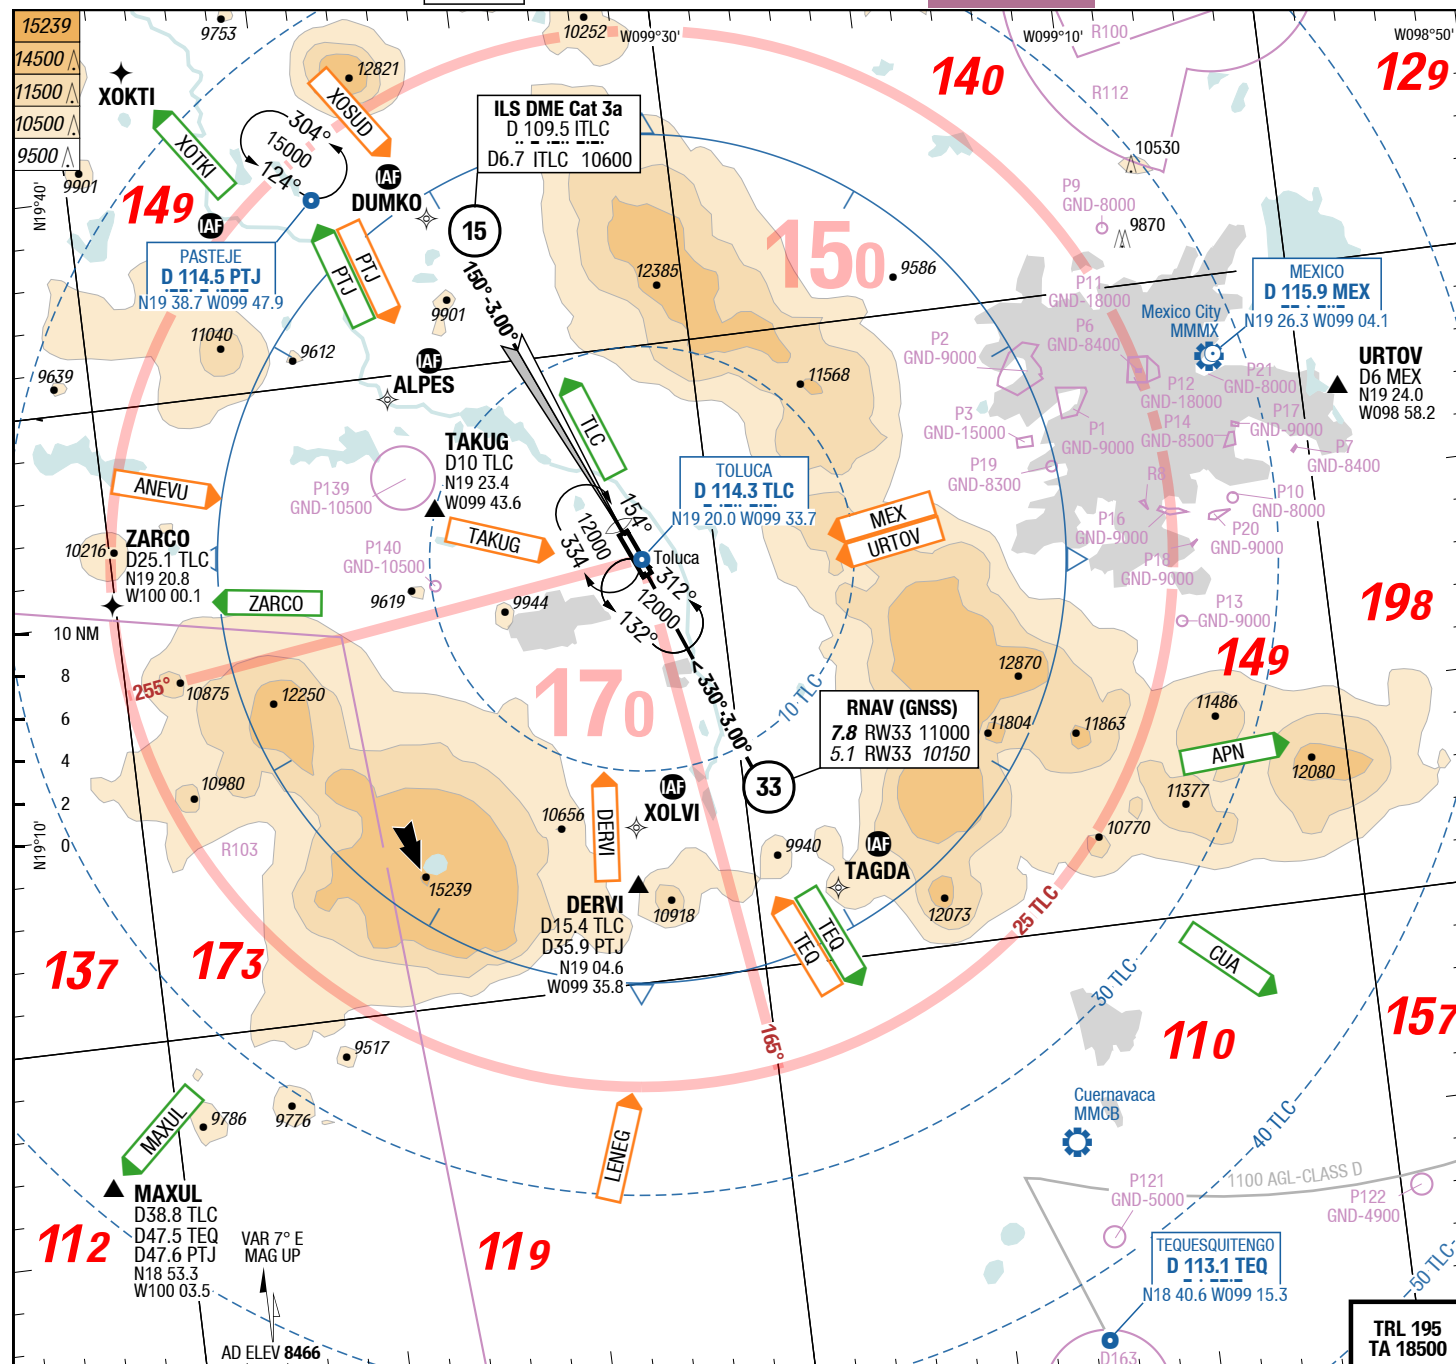 15239
14500
11500
10500
9500
9753
10252
W099°30'
W099°10'
W098°50'
R100
140
129
12821
XOKTI
XOSUD
XOTKI
304°
15000
124°
ILS DME Cat 3a
D 109.5 ITLC
D6.7 ITLC 10600
R112
10530
9901
N19°40'
149
IAF
IAF
DUMKO
15
150
P9
GND-8000
9870
PASTEJE
D 114.5 PTJ
N19 38.7 W099 47.9
PTJ
PTJ
150°-3.00°
12385
9586
P11
GND-18000
Mexico City
MMMX
MEXICO
D 115.9 MEX
N19 26.3 W099 04.1
9901
11040
9612
9639
IAF
ALPES
11568
P2
GND-9000
P6
GND-8400
P21
GND-8000
P12
GND-18000
URTOV
D6 MEX
N19 24.0
W098 58.2
P3
GND-15000
P1
GND-9000
P14
GND-8500
P17
GND-9000
P7
GND-8400
P19
GND-8300
R8
P10
GND-8000
TLC
TAKUG
D10 TLC
N19 23.4
W099 43.6
P139
GND-10500
ANEVU
TOLUCA
D 114.3 TLC
N19 20.0 W099 33.7
MEX
URTOV
P16
GND-9000
P20
GND-9000
P18
GND-9000
154°
12000
334
TAKUG
Toluca
10216
ZARCO
D25.1 TLC
N19 20.8
W100 00.1
P140
GND-10500
9619
9944
312°
12000
132°
ZARCO
P13
GND-9000
198
149
10 NM
8
6
4
2
0
N19°10'
255°
10875
12250
170
10 TLC
330°-3.00°
12870
11804
11863
11486
RNAV (GNSS)
7.8 RW33 11000
5.1 RW33 10150
33
APN
12080
11377
10980
10656
DERVI
IAF
XOLVI
10770
R103
15239
9940
IAF
TAGDA
DERVI
D15.4 TLC
D35.9 PTJ
N19 04.6
W099 35.8
10918
12073
25 TLC
TEQ
TEQ
CUA
137
173
30 TLC
157
110
165°
9517
9786
9776
MAXUL
LENEG
Cuernavaca
MMCB
40 TLC
1100 AGL-CLASS D
P121
GND-5000
P122
GND-4900
MAXUL
D38.8 TLC
D47.5 TEQ
D47.6 PTJ
N18 53.3
W100 03.5
112
VAR 7° E
MAG UP
119
TEQUESQUITENGO
D 113.1 TEQ
N18 40.6 W099 15.3
50 TLC
AD ELEV 8466
D163
TRL 195
TA 18500